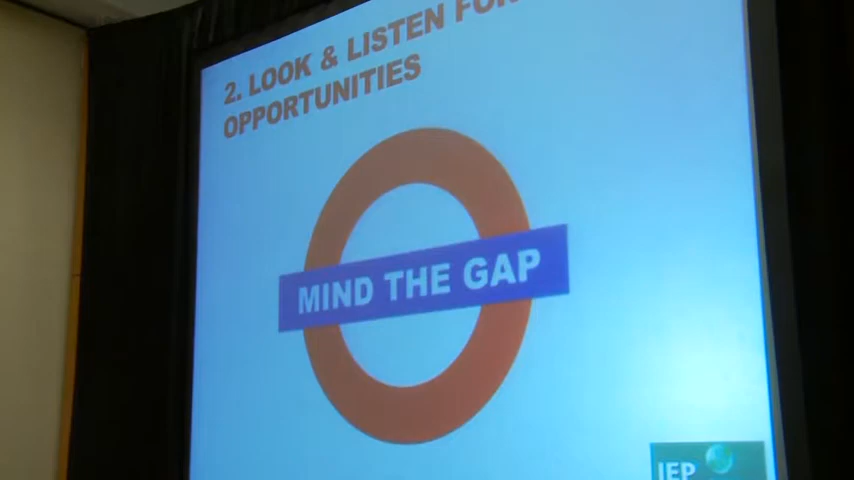 2. LOOK & LISTEN FOR
OPPORTUNITIES
MIND THE GAP
IEP